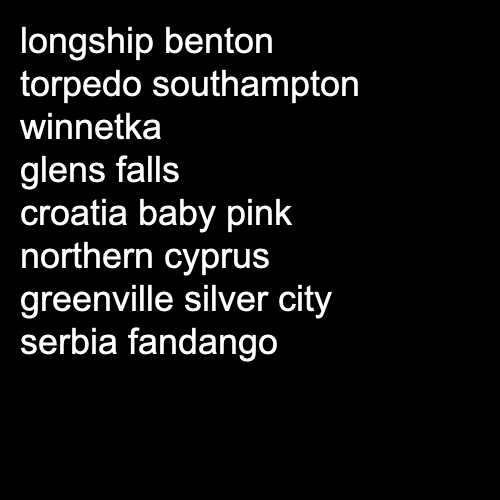 longship benton
torpedo southampton
winnetka
glens falls
croatia baby pink
northern cyprus
greenville silver city
serbia fandango